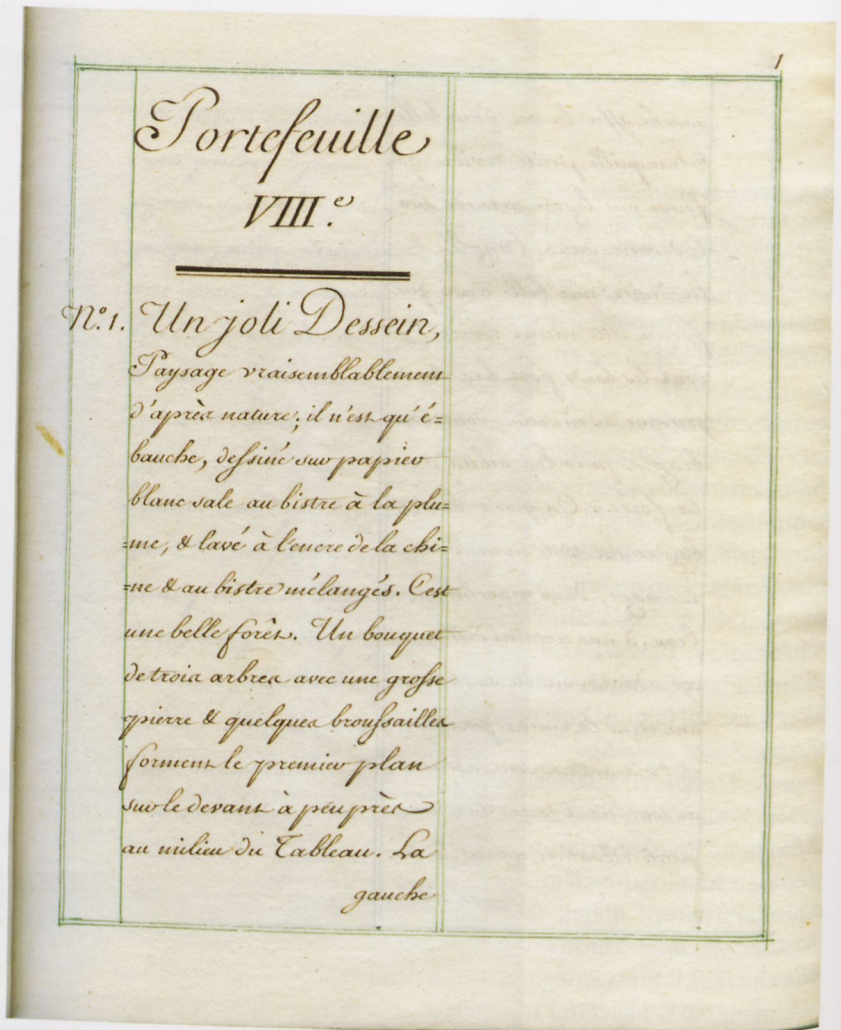 1
Portefeuille
VIII.e
N.o 1. Un joli Dessein,
Paysage vraisemblablement
d'après nature; il n'est qu'é=
bauche, dessiné sur papier
blanc sale au bistre à la plu=
=me, & lavé à l'encre de la chi=
=ne & au bistre mélangés. C'est
une belle forêt. Un bouquet
de trois arbres avec une grosse
pierre & quelques broussailles
forment le premier plan
sur le devant à peu près
au milieu du Tableau. La
gauche